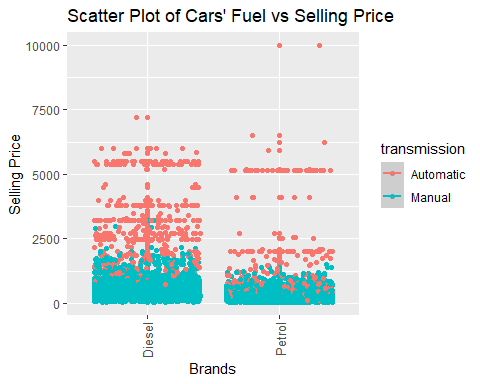 Scatter Plot of Cars' Fuel vs Selling Price
10000
7500
5000
2500
0
Selling Price
Diesel
Petrol
Brands
transmission
Automatic
Manual